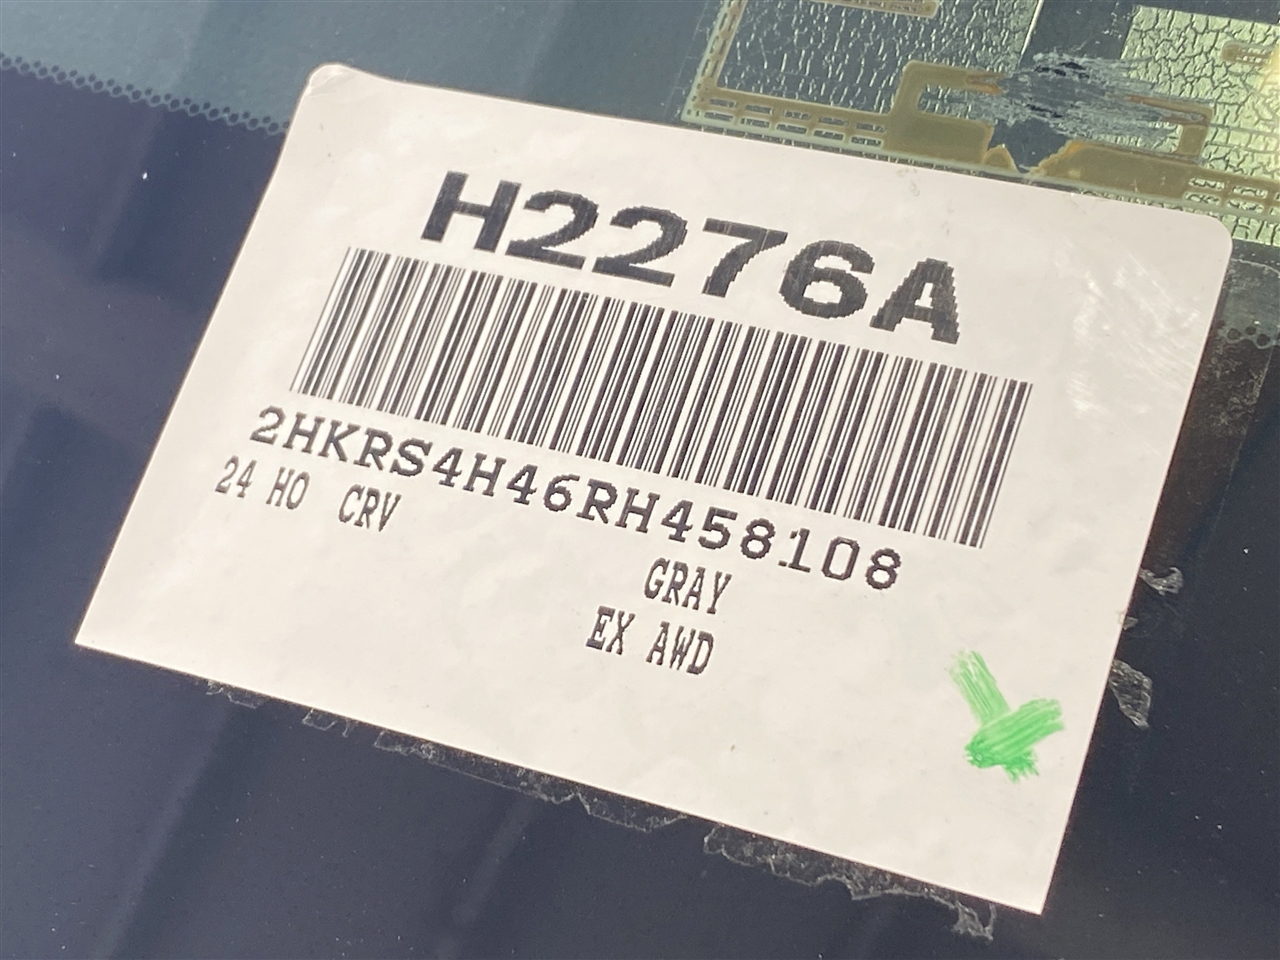 H2276A
2HKRS4H46RH458108
24 HO CRV
GRAY
EX AWD